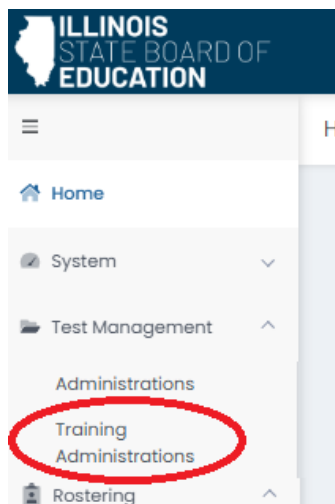 ILLINOIS
STATE BOARD OF
EDUCATION
H
Home
System
Test Management
Administrations
Training
Administrations
Rostering